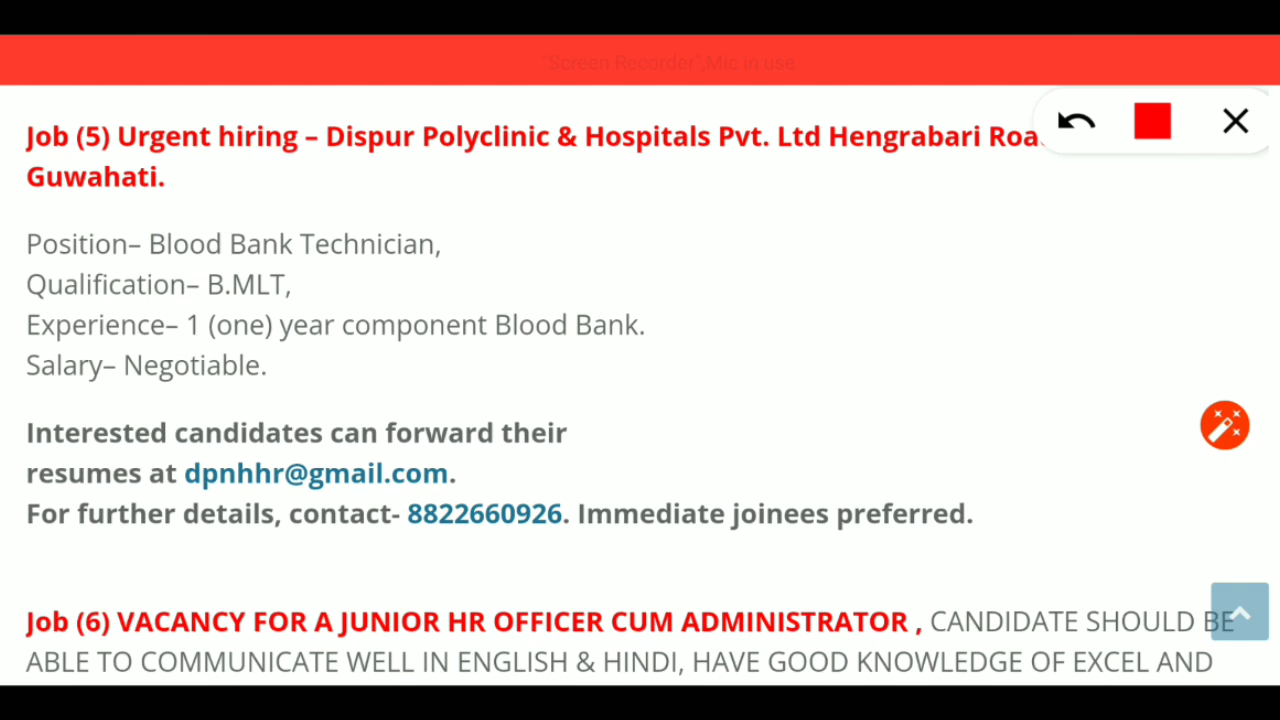 "Screen Recorder",Mic in use
Job (5) Urgent hiring – Dispur Polyclinic & Hospitals Pvt. Ltd Hengrabari
Guwahati.
Position– Blood Bank Technician,
Qualification– B.MLT,
Experience– 1 (one) year component Blood Bank.
Salary– Negotiable.
Interested candidates can forward their
resumes at dpnhhr@gmail.com.
For further details, contact- 8822660926. Immediate joinees preferred.
Job (6) VACANCY FOR A JUNIOR HR OFFICER CUM ADMINISTRATOR , CANDIDATE SHOULD BE
ABLE TO COMMUNICATE WELL IN ENGLISH & HINDI, HAVE GOOD KNOWLEDGE OF EXCEL AND